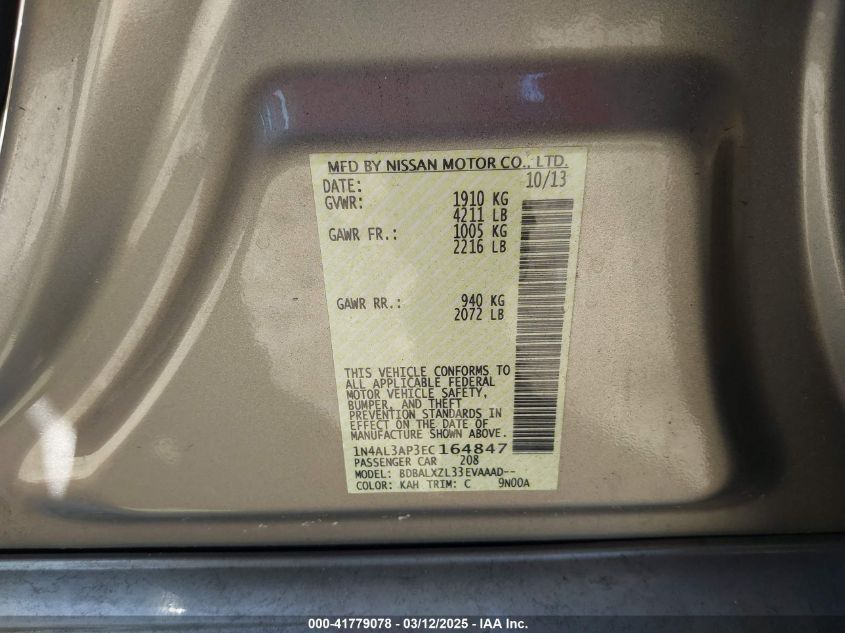 MFD BY NISSAN MOTOR CO., LTD.
DATE: 10/13
GVWR: 1910 KG
4211 LB
GAWR FR.: 1005 KG
2216 LB
GAWR RR.: 940 KG
2072 LB
THIS VEHICLE CONFORMS TO
ALL APPLICABLE FEDERAL
MOTOR VEHICLE SAFETY,
BUMPER, AND THEFT
PREVENTION STANDARDS IN
EFFECT ON THE DATE OF
MANUFACTURE SHOWN ABOVE.
1N4AL3AP3EC164847
PASSENGER CAR 208
MODEL: BDBALXZL33EVAAAD--
COLOR: KAH TRIM: C 9N00A
000-41779078 - 03/12/2025 - IAA Inc.